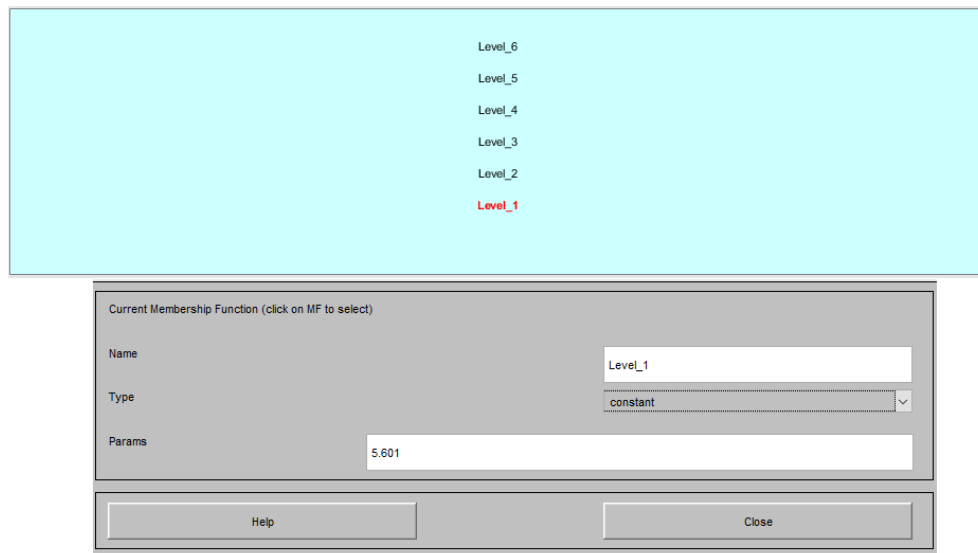 Level_6
Level_5
Level_4
Level_3
Level_2
Level_1
Current Membership Function (click on MF to select)
Name
Level_1
Type
constant
Params
5.601
Help
Close